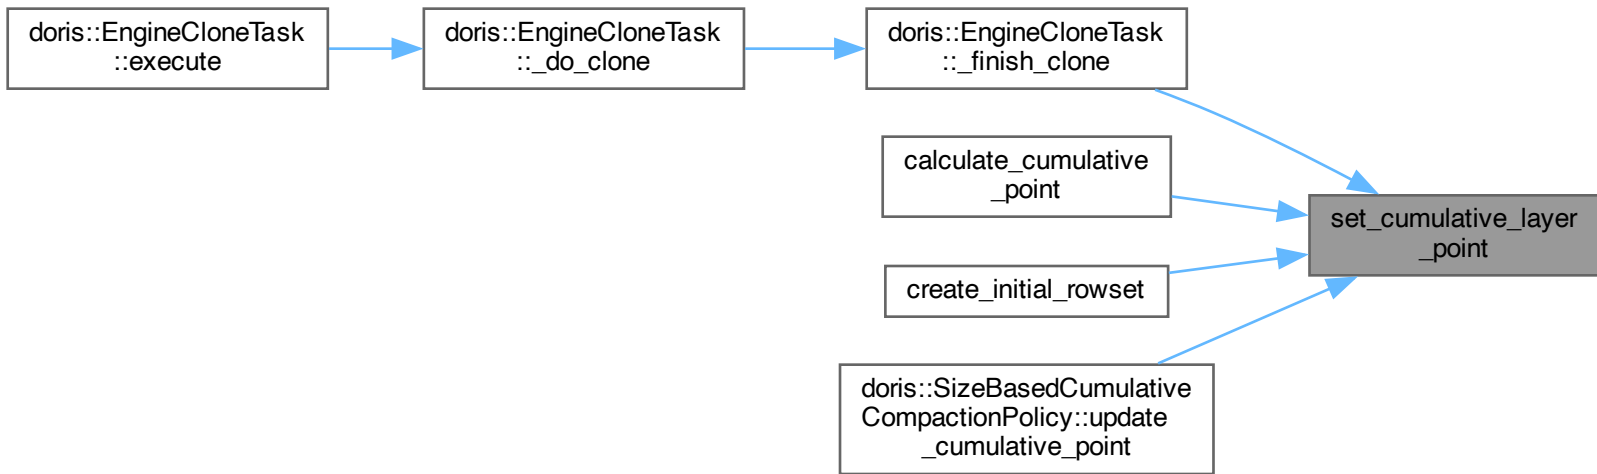 doris::EngineCloneTask
::execute
doris::EngineCloneTask
::_do_clone
doris::EngineCloneTask
::_finish_clone
calculate_cumulative
_point
create_initial_rowset
doris::SizeBasedCumulative
CompactionPolicy::update
_cumulative_point
set_cumulative_layer
_point